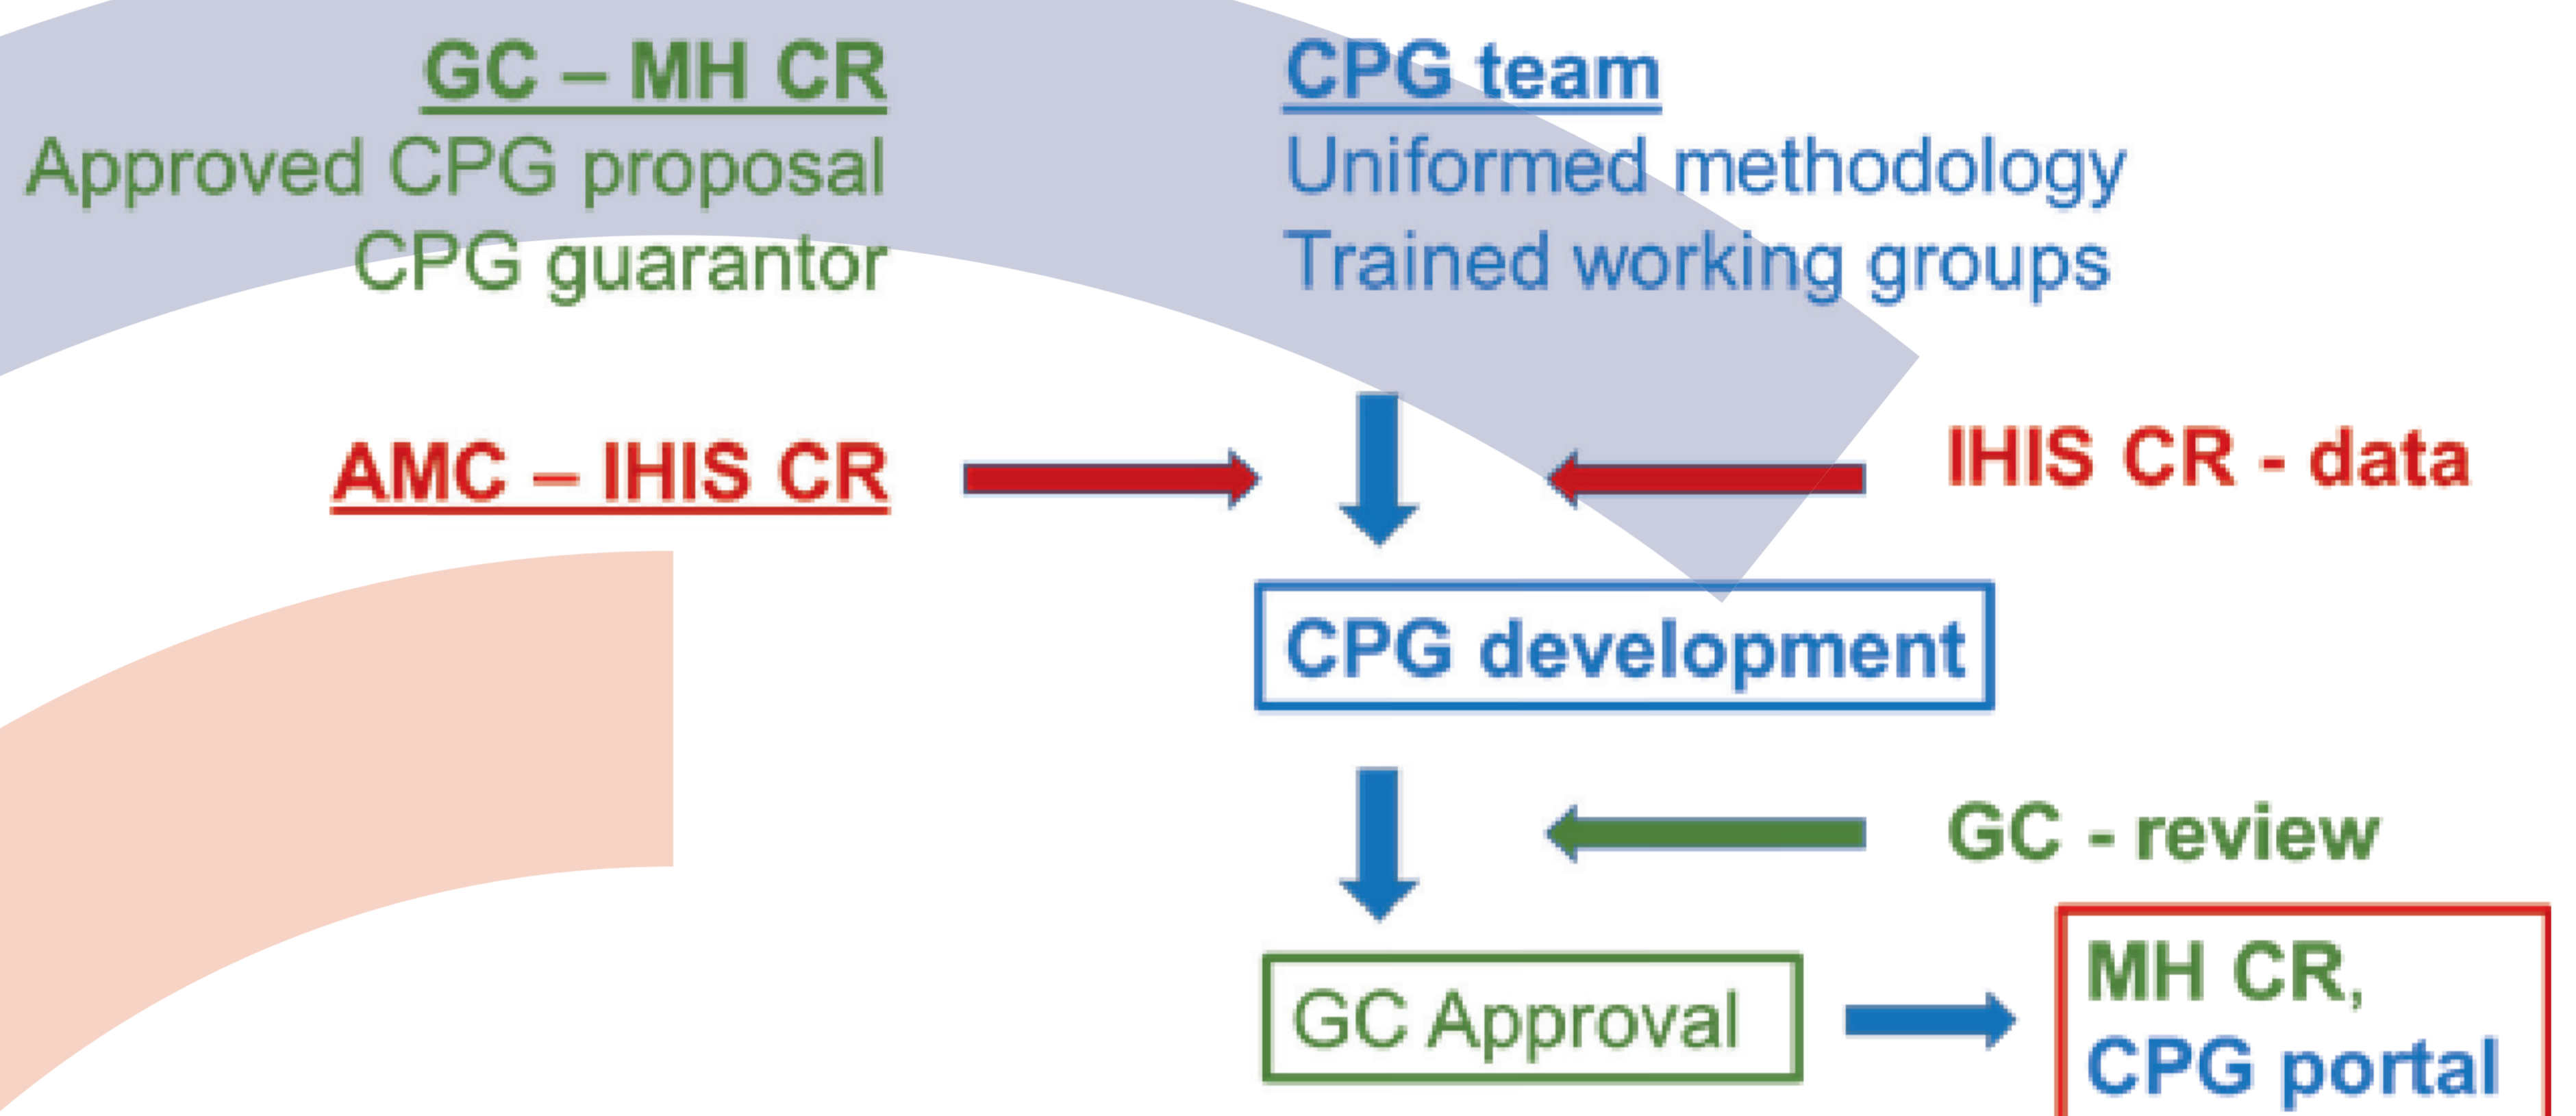 GC – MH CR
Approved CPG proposal
CPG guarantor
CPG team
Uniformed methodology
Trained working groups
AMC – IHIS CR
IHIS CR - data
CPG development
GC - review
GC Approval
MH CR,
CPG portal